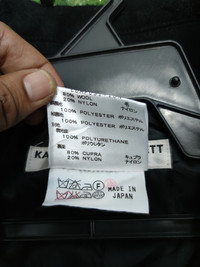 80% WOOL
20% NYLON ナイロン
100% POLYESTER ポリエステル
100% POLYESTER ポリエステル
100% POLYURETHANE
ポリウレタン
80% CUPRA キュプラ
20% NYLON ナイロン
KA
TT
MADE IN
JAPAN